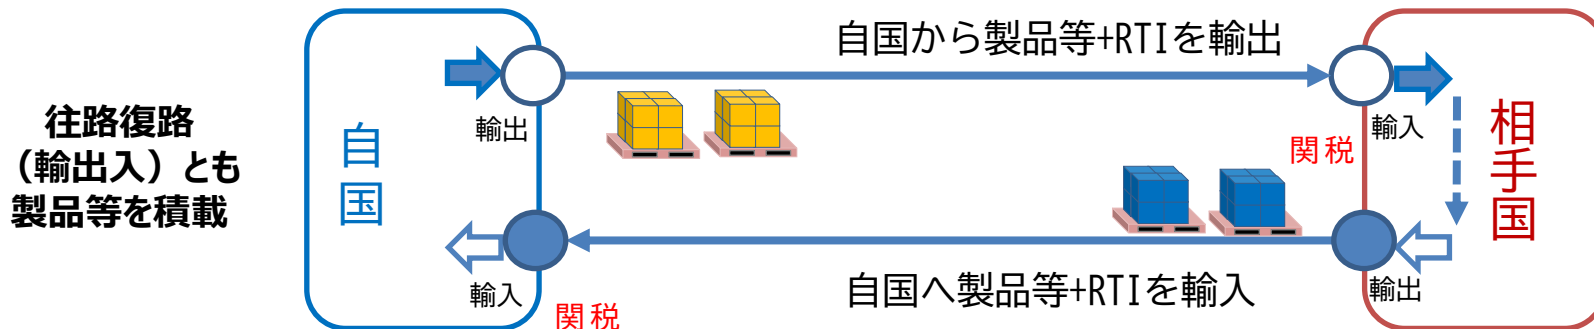 往路復路
（輸出入）とも
製品等を積載
自国
輸出
自国から製品等+RTIを輸出
関税
輸入
相手国
自国へ製品等+RTIを輸入
輸出
輸入
関税